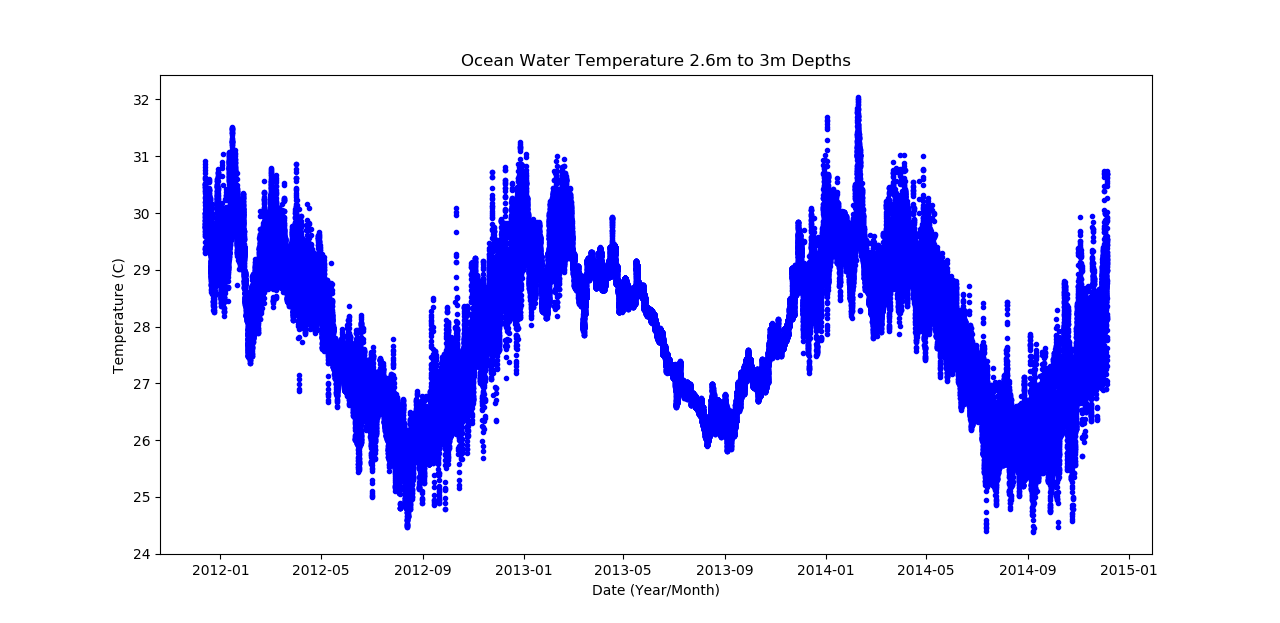 Ocean Water Temperature 2.6m to 3m Depths
32
31
30
29
28
27
26
25
24
Temperature (C)
2012-01 2012-05 2012-09 2013-01 2013-05 2013-09 2014-01 2014-05 2014-09 2015-01
Date (Year/Month)